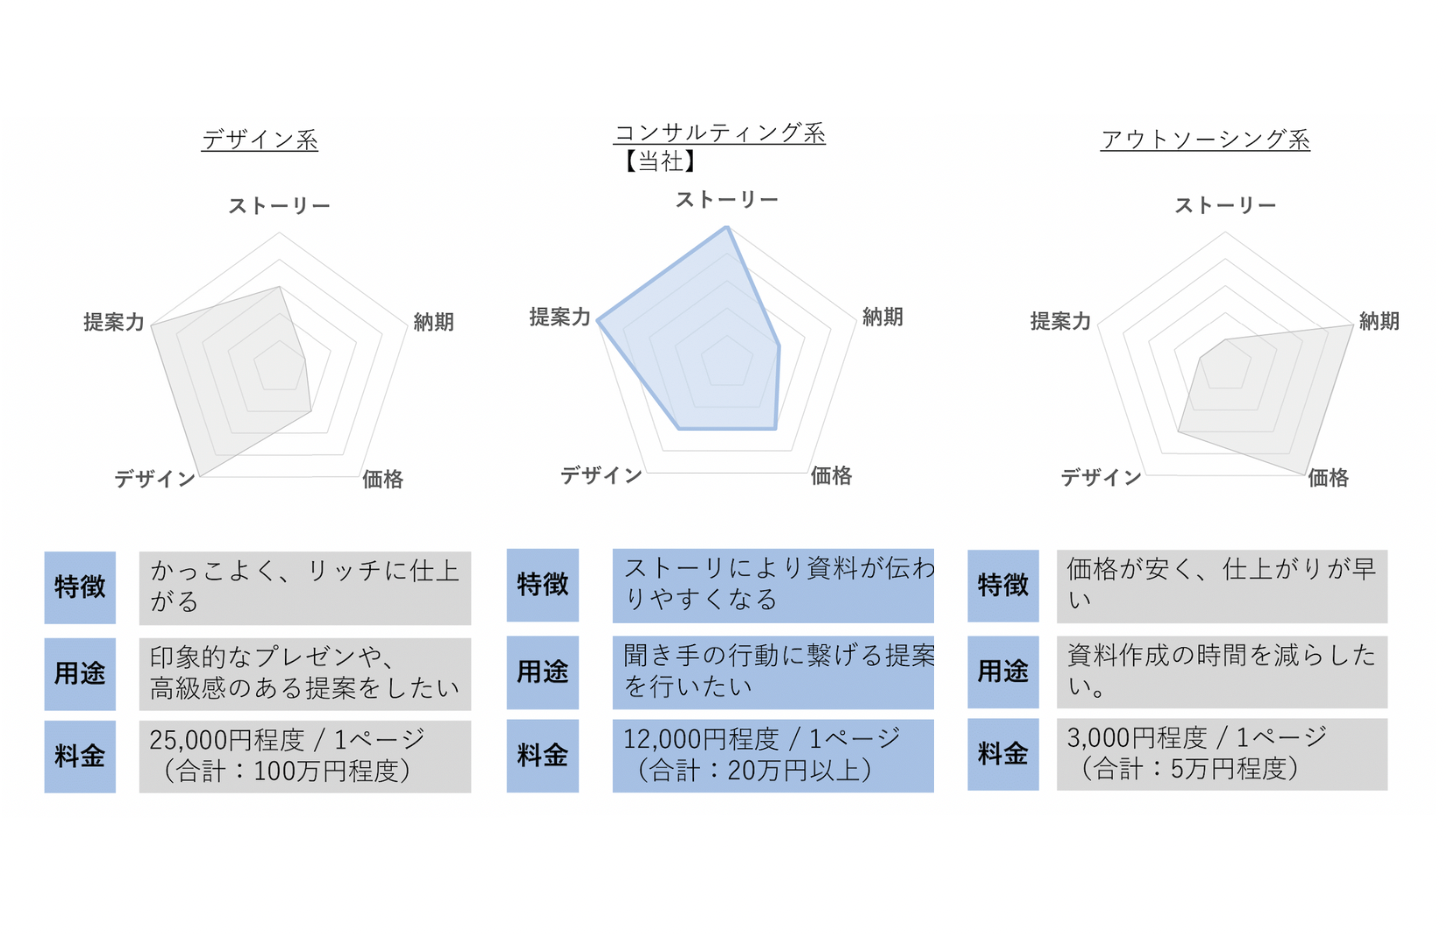 デザイン系
ストーリー
提案力
納期
デザイン
価格
特徴
かっこよく、リッチに仕上
がる
用途
印象的なプレゼンや、
高級感のある提案をしたい
料金
25,000円程度 / 1ページ
（合計：100万円程度）
コンサルティング系
【当社】
ストーリー
提案力
納期
デザイン
価格
特徴
ストーリにより資料が伝わ
りやすくなる
用途
聞き手の行動に繋げる提案
を行いたい
料金
12,000円程度 / 1ページ
（合計：20万円以上）
アウトソーシング系
ストーリー
提案力
納期
デザイン
価格
特徴
価格が安く、仕上がりが早
い
用途
資料作成の時間を減らした
い。
料金
3,000円程度 / 1ページ
（合計：5万円程度）